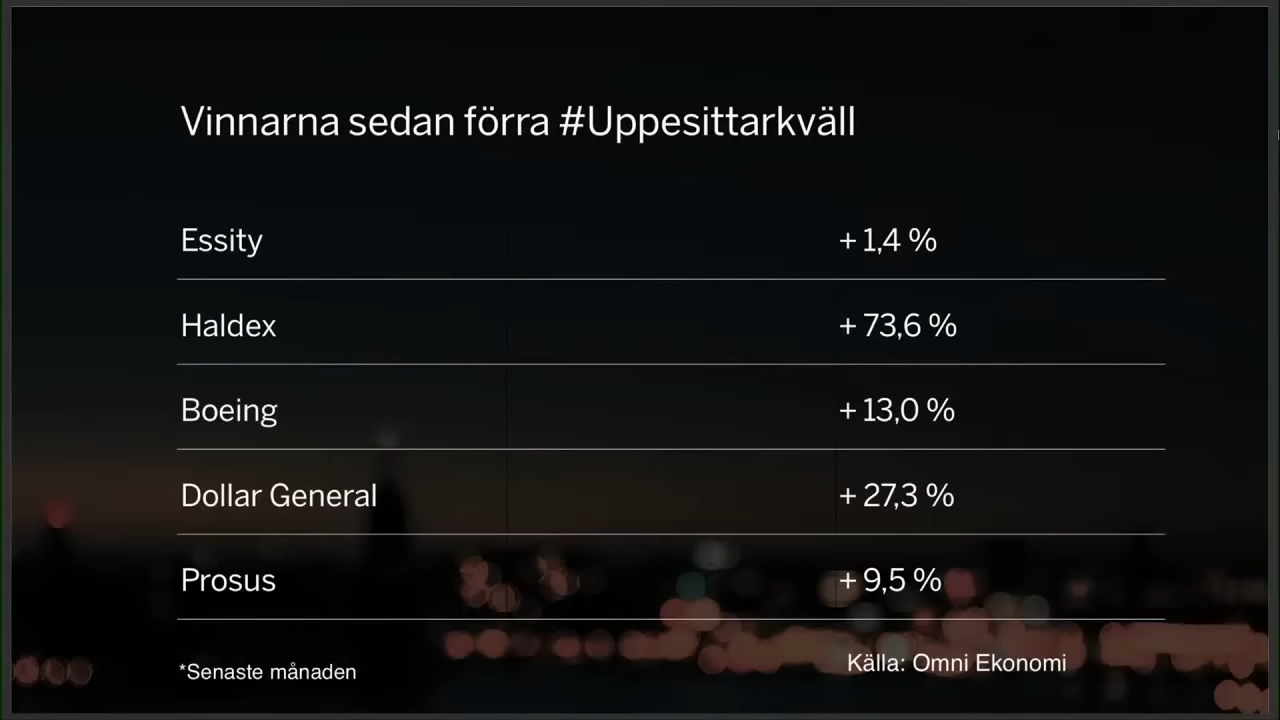 Vinnarna sedan förra #Uppesittarkväll
Essity + 1,4 %
Haldex + 73,6 %
Boeing + 13,0 %
Dollar General + 27,3 %
Prosus + 9,5 %
*Senaste månaden Källa: Omni Ekonomi